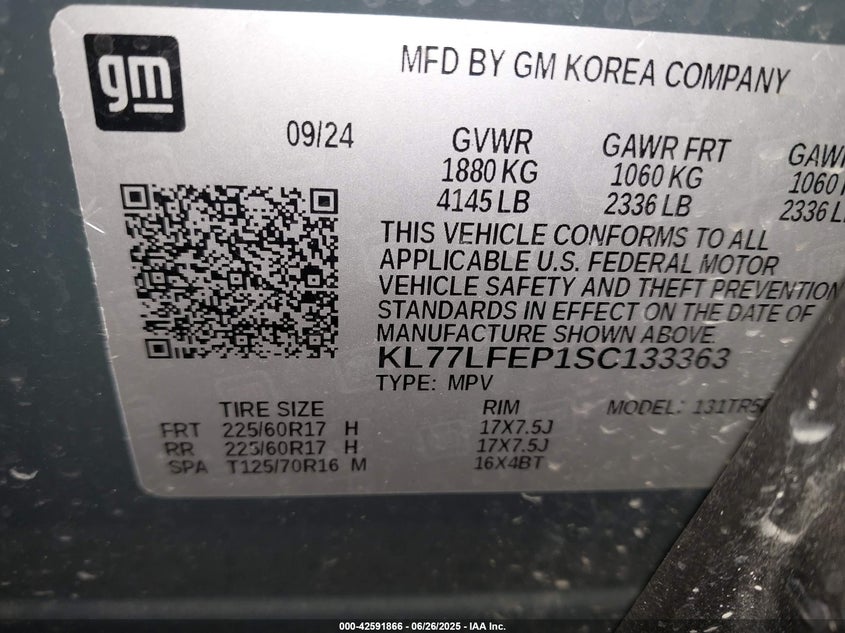 gm
MFD BY GM KOREA COMPANY
09/24 GVWR GAWR FRT
1880 KG 1060 KG 1060
4145 LB 2336 LB 2336
THIS VEHICLE CONFORMS TO ALL
APPLICABLE U.S. FEDERAL MOTOR
VEHICLE SAFETY AND THEFT PREVENTION
STANDARDS IN EFFECT ON THE DATE OF
MANUFACTURE SHOWN ABOVE.
KL77LFEP1SC133363
TYPE: MPV
TIRE SIZE RIM MODEL:
FRT 225/60R17 H 17X7.5J
RR 225/60R17 H 17X7.5J
SPA T125/70R16 M 16X4BT
000-42591866 - 06/26/2025 - IAA Inc.